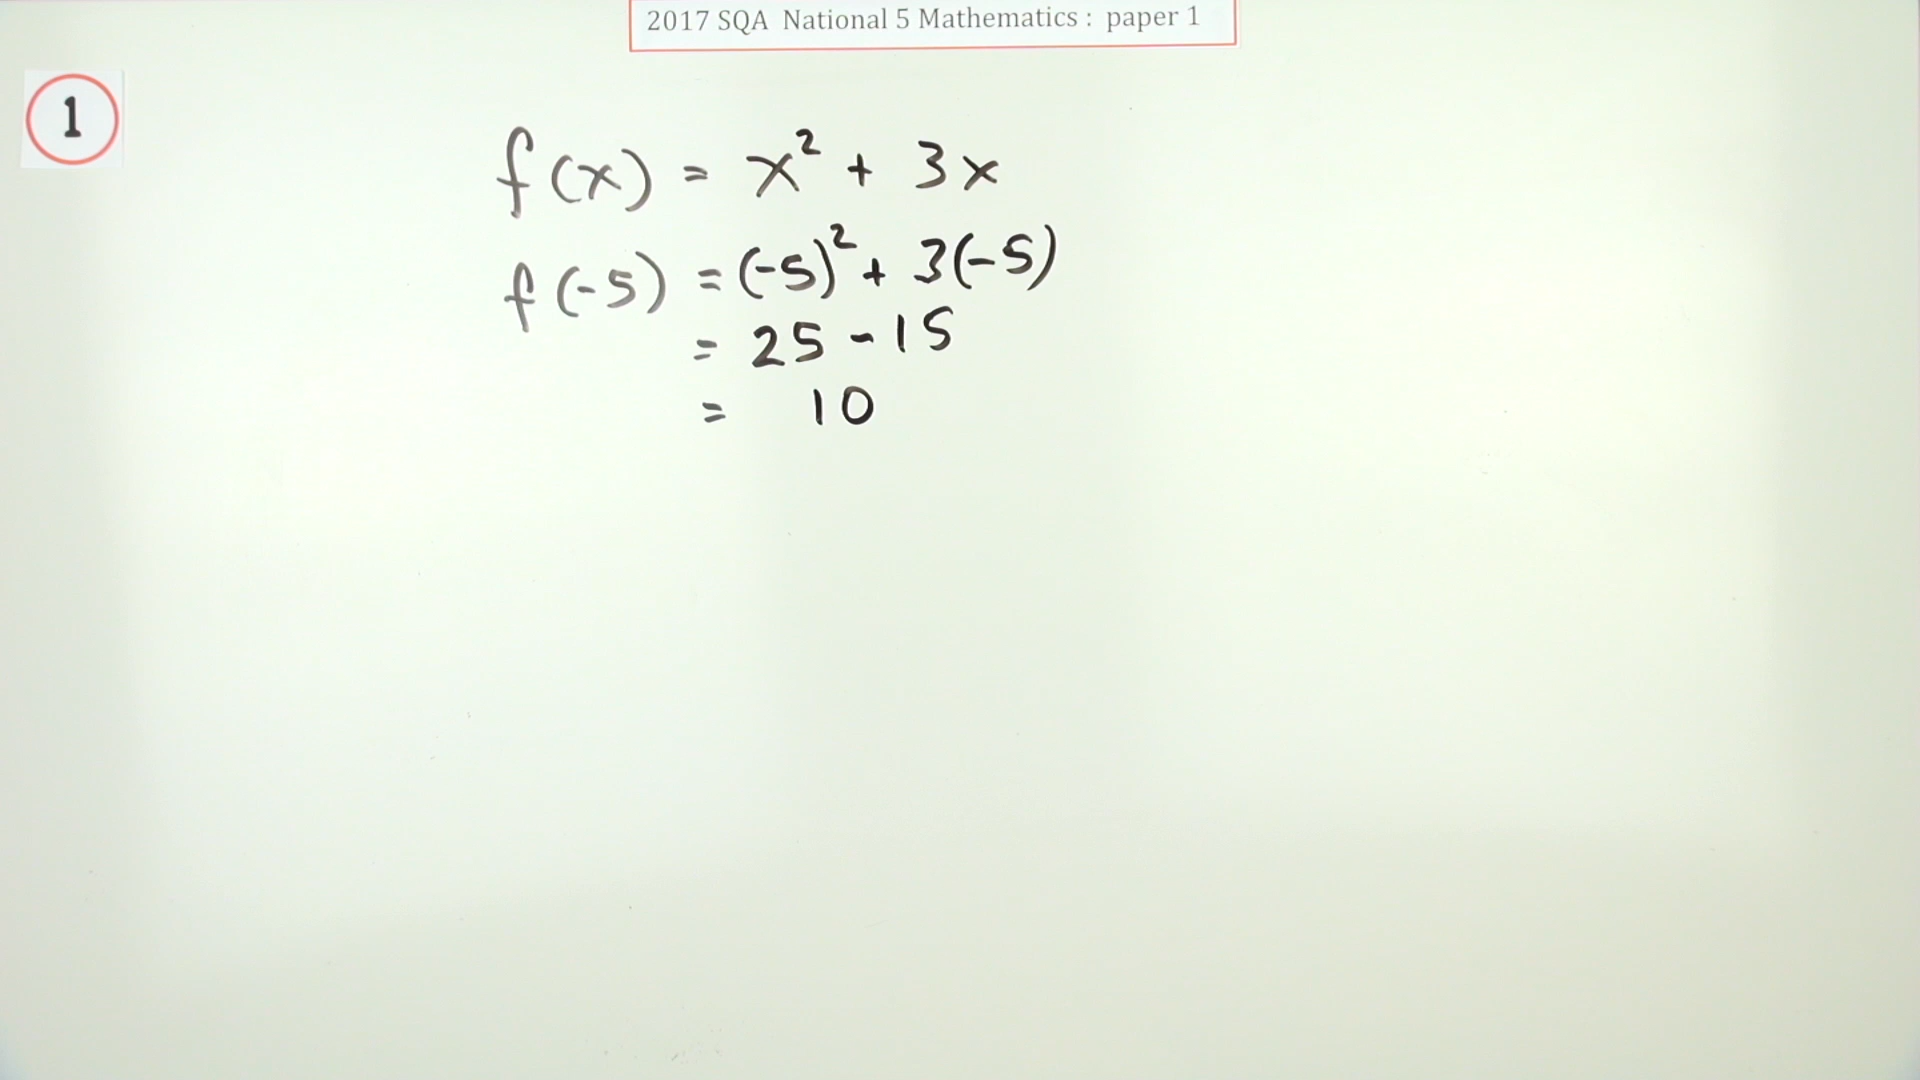 2017 SQA National 5 Mathematics : paper 1
1
f(x) = x² + 3x
f(-5) = (-5)² + 3(-5)
= 25 - 15
= 10